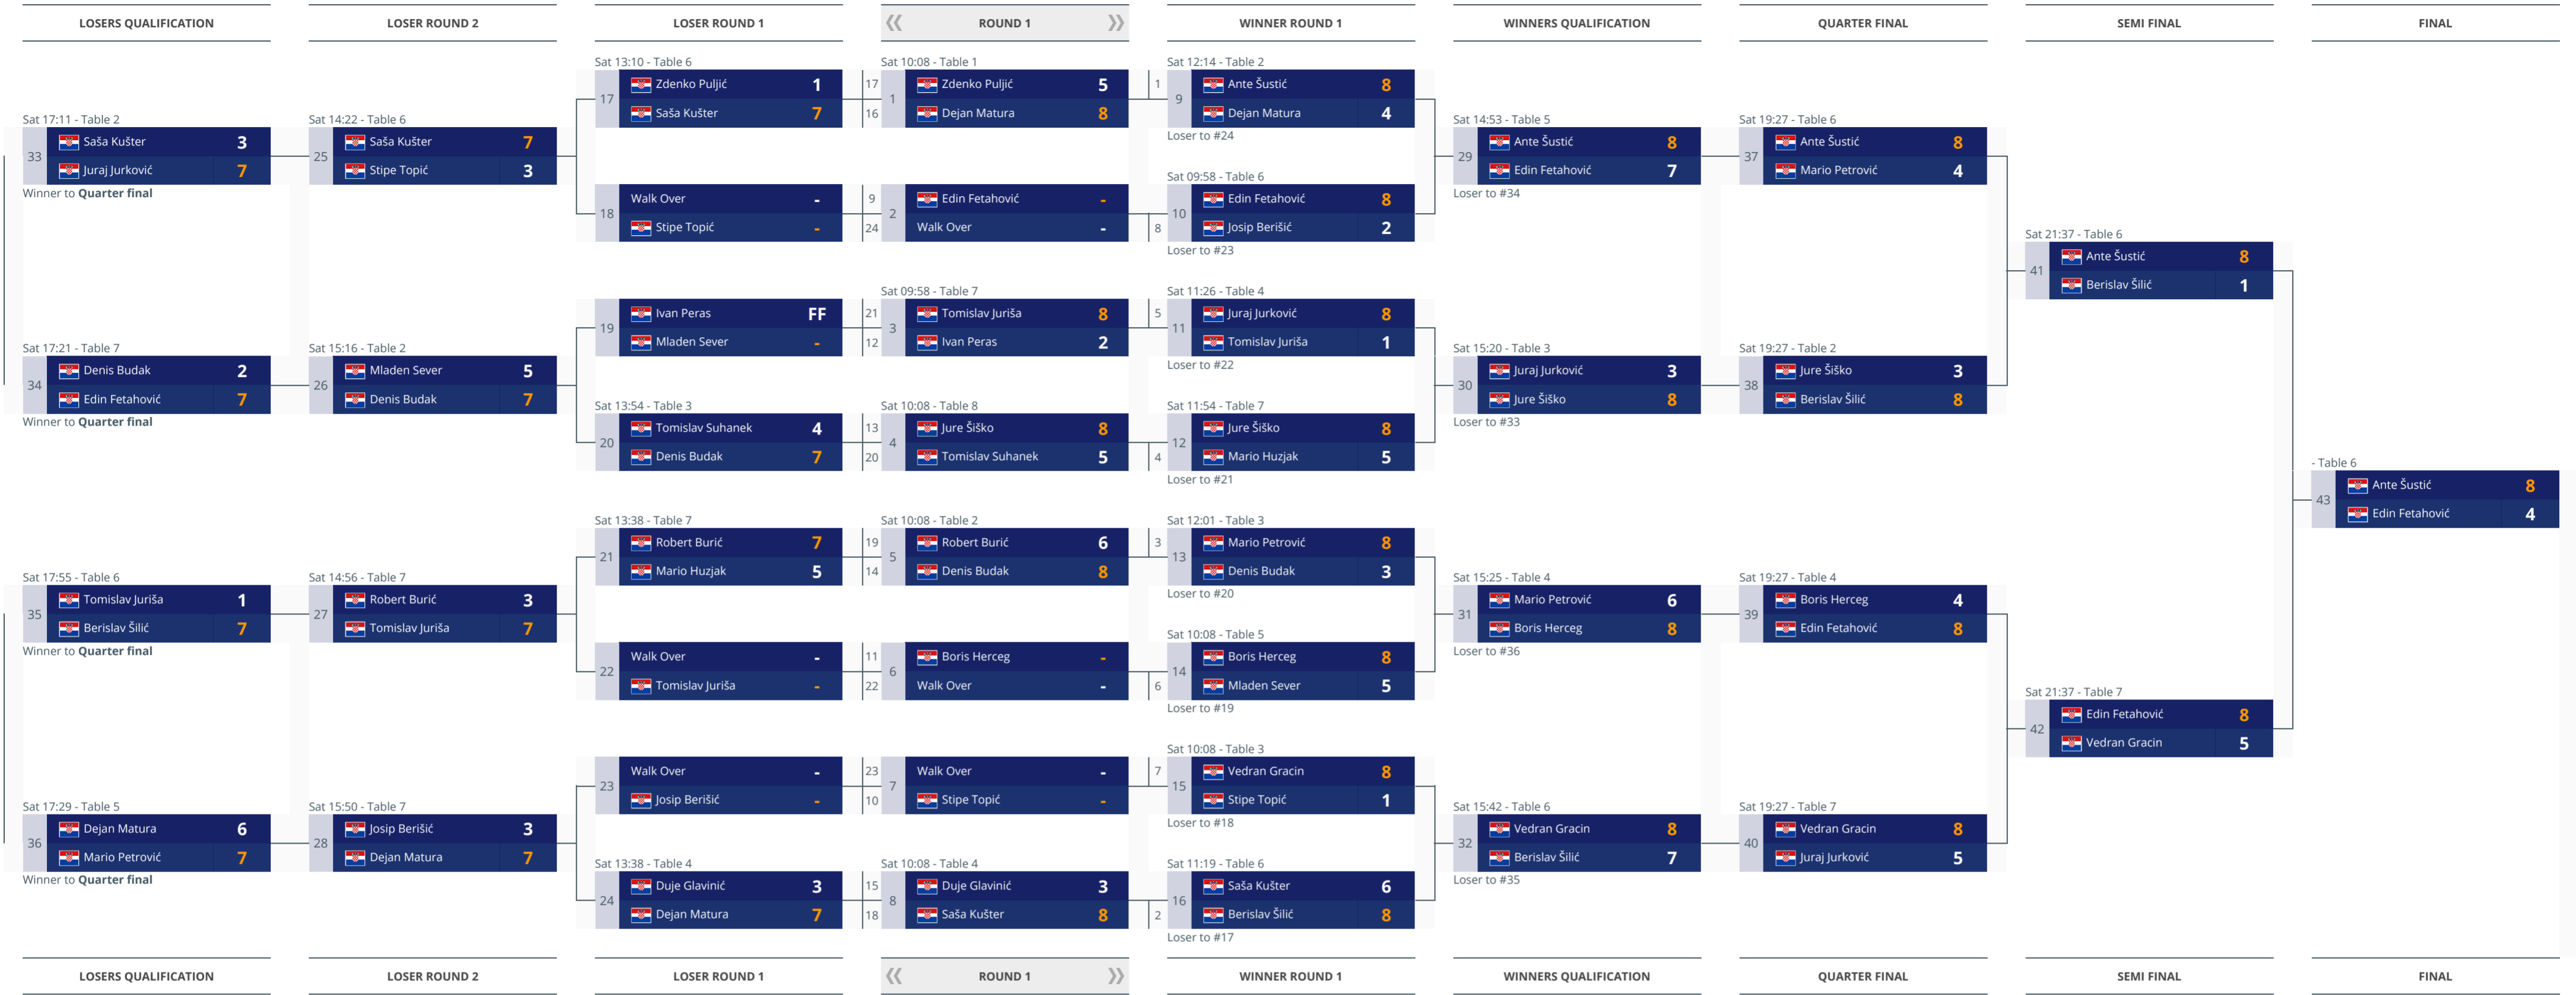 LOSERS QUALIFICATION
LOSER ROUND 2
LOSER ROUND 1
ROUND 1
WINNER ROUND 1
WINNERS QUALIFICATION
QUARTER FINAL
SEMI FINAL
FINAL
Sat 17:11 - Table 2
33
Saša Kušter 3
Juraj Jurković 7
Winner to Quarter final
Sat 17:21 - Table 7
34
Denis Budak 2
Edin Fetahović 7
Winner to Quarter final
Sat 17:55 - Table 6
35
Tomislav Juriša 1
Berislav Šilić 7
Winner to Quarter final
Sat 17:29 - Table 5
36
Dejan Matura 6
Mario Petrović 7
Winner to Quarter final
Sat 14:22 - Table 6
25
Saša Kušter 7
Stipe Topić 3
Sat 15:16 - Table 2
26
Mladen Sever 5
Denis Budak 7
Sat 14:56 - Table 7
27
Robert Burić 3
Tomislav Juriša 7
Sat 15:50 - Table 7
28
Josip Berišić 3
Dejan Matura 7
Sat 13:10 - Table 6
17
Zdenko Puljić 1
Saša Kušter 7
18
Walk Over -
Stipe Topić -
19
Ivan Peras FF
Mladen Sever -
Sat 13:54 - Table 3
20
Tomislav Suhanek 4
Denis Budak 7
Sat 13:38 - Table 7
21
Robert Burić 7
Mario Huzjak 5
22
Walk Over -
Tomislav Juriša -
23
Walk Over -
Josip Berišić -
Sat 13:38 - Table 4
24
Duje Glavinić 3
Dejan Matura 7
Sat 10:08 - Table 1
17
16
1
Zdenko Puljić 5
Dejan Matura 8
9
24
2
Edin Fetahović -
Walk Over -
Sat 09:58 - Table 7
21
12
3
Tomislav Juriša 8
Ivan Peras 2
Sat 10:08 - Table 8
13
20
4
Jure Šiško 8
Tomislav Suhanek 5
Sat 10:08 - Table 2
19
14
5
Robert Burić 6
Denis Budak 8
11
22
6
Boris Herceg -
Walk Over -
23
10
7
Walk Over -
Stipe Topić -
Sat 10:08 - Table 4
15
18
8
Duje Glavinić 3
Saša Kušter 8
Sat 12:14 - Table 2
1
9
Ante Šustić 8
Dejan Matura 4
Loser to #24
Sat 09:58 - Table 6
8
10
Edin Fetahović 8
Josip Berišić 2
Loser to #23
Sat 11:26 - Table 4
5
11
Juraj Jurković 8
Tomislav Juriša 1
Loser to #22
Sat 11:54 - Table 7
4
12
Jure Šiško 8
Mario Huzjak 5
Loser to #21
Sat 12:01 - Table 3
3
13
Mario Petrović 8
Denis Budak 3
Loser to #20
Sat 10:08 - Table 5
6
14
Boris Herceg 8
Mladen Sever 5
Loser to #19
Sat 10:08 - Table 3
7
15
Vedran Gracin 8
Stipe Topić 1
Loser to #18
Sat 11:19 - Table 6
2
16
Saša Kušter 6
Berislav Šilić 8
Loser to #17
Sat 14:53 - Table 5
29
Ante Šustić 8
Edin Fetahović 7
Loser to #34
Sat 15:20 - Table 3
30
Juraj Jurković 3
Jure Šiško 8
Loser to #33
Sat 15:25 - Table 4
31
Mario Petrović 6
Boris Herceg 8
Loser to #36
Sat 15:42 - Table 6
32
Vedran Gracin 8
Berislav Šilić 7
Loser to #35
Sat 19:27 - Table 6
37
Ante Šustić 8
Mario Petrović 4
Sat 19:27 - Table 2
38
Jure Šiško 3
Berislav Šilić 8
Sat 19:27 - Table 4
39
Boris Herceg 4
Edin Fetahović 8
Sat 19:27 - Table 7
40
Vedran Gracin 8
Juraj Jurković 5
Sat 21:37 - Table 6
41
Ante Šustić 8
Berislav Šilić 1
Sat 21:37 - Table 7
42
Edin Fetahović 8
Vedran Gracin 5
- Table 6
43
Ante Šustić 8
Edin Fetahović 4
LOSERS QUALIFICATION
LOSER ROUND 2
LOSER ROUND 1
ROUND 1
WINNER ROUND 1
WINNERS QUALIFICATION
QUARTER FINAL
SEMI FINAL
FINAL